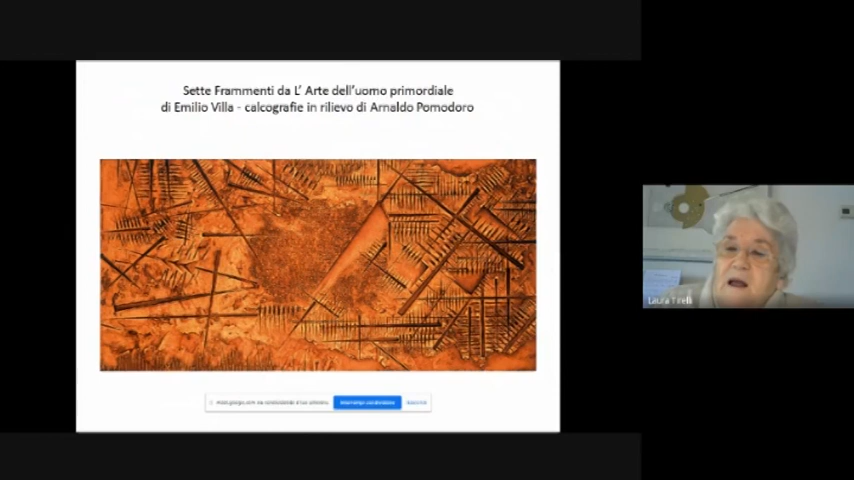 Sette Frammenti da L' Arte dell'uomo primordiale
di Emilio Villa - calcografie in rilievo di Arnaldo Pomodoro
Laura Tirelli